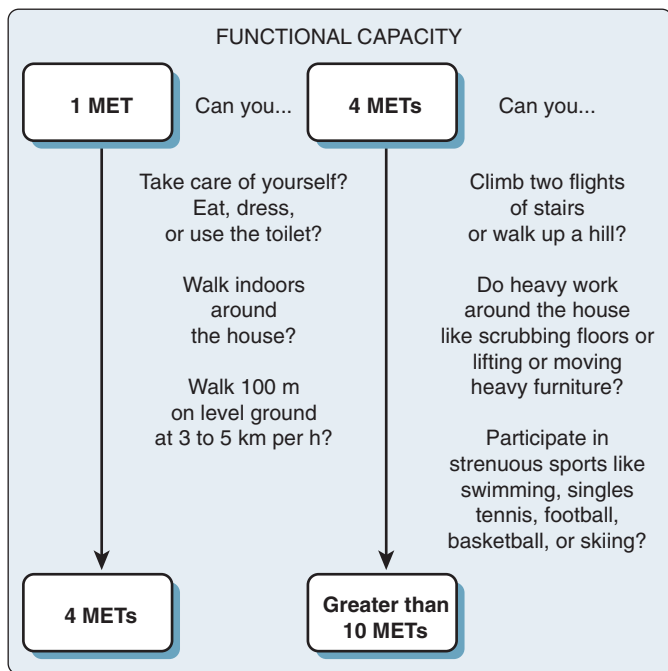 FUNCTIONAL CAPACITY
1 MET
Can you...
Take care of yourself?
Eat, dress,
or use the toilet?
Walk indoors
around
the house?
Walk 100 m
on level ground
at 3 to 5 km per h?
4 METs
4 METs
Can you...
Climb two flights
of stairs
or walk up a hill?
Do heavy work
around the house
like scrubbing floors or
lifting or moving
heavy furniture?
Participate in
strenuous sports like
swimming, singles
tennis, football,
basketball, or skiing?
Greater than
10 METs